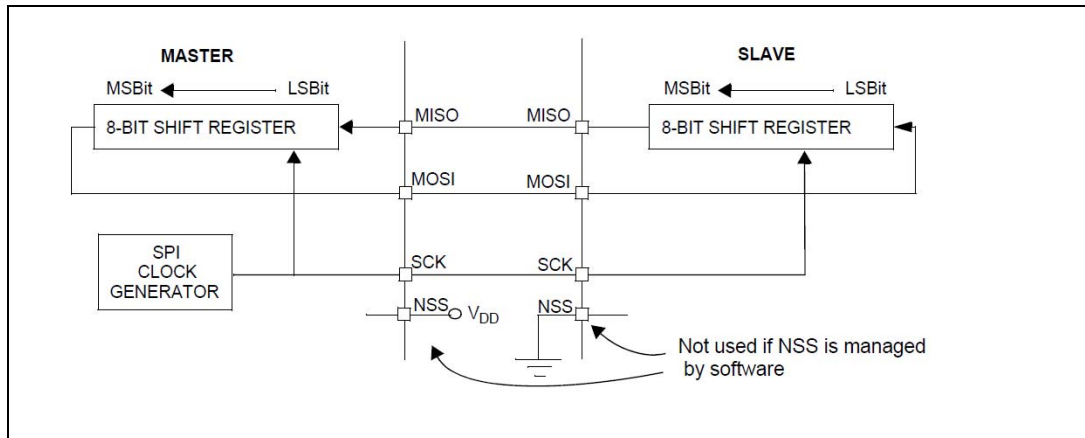 MASTER
SLAVE
MSBit LSBit
MSBit LSBit
8-BIT SHIFT REGISTER
MISO
MISO
8-BIT SHIFT REGISTER
MOSI
MOSI
SPI
CLOCK
GENERATOR
SCK
SCK
NSS
VDD
NSS
Not used if NSS is managed
by software